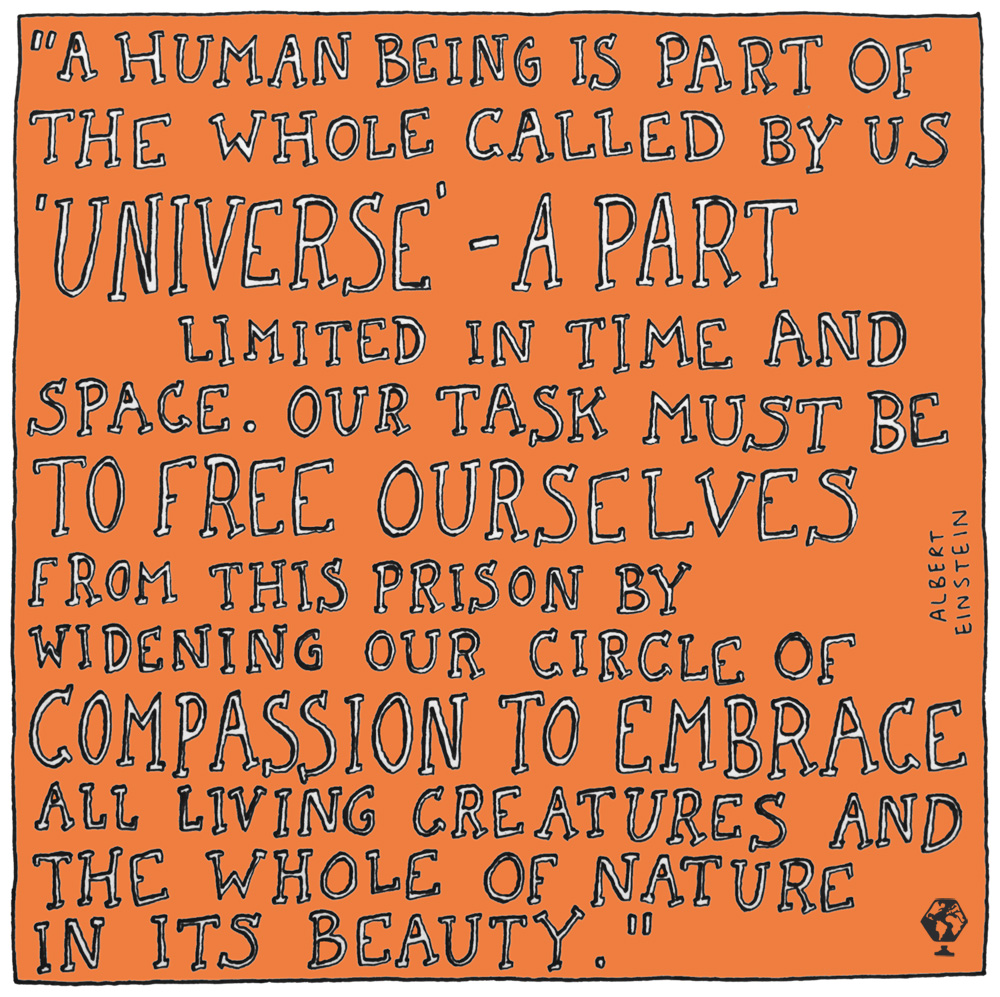 "A HUMAN BEING IS PART OF
THE WHOLE CALLED BY US
'UNIVERSE' - A PART
LIMITED IN TIME AND
SPACE. OUR TASK MUST BE
TO FREE OURSELVES
FROM THIS PRISON BY
WIDENING OUR CIRCLE OF
COMPASSION TO EMBRACE
ALL LIVING CREATURES AND
THE WHOLE OF NATURE
IN ITS BEAUTY."
ALBERT
EINSTEIN